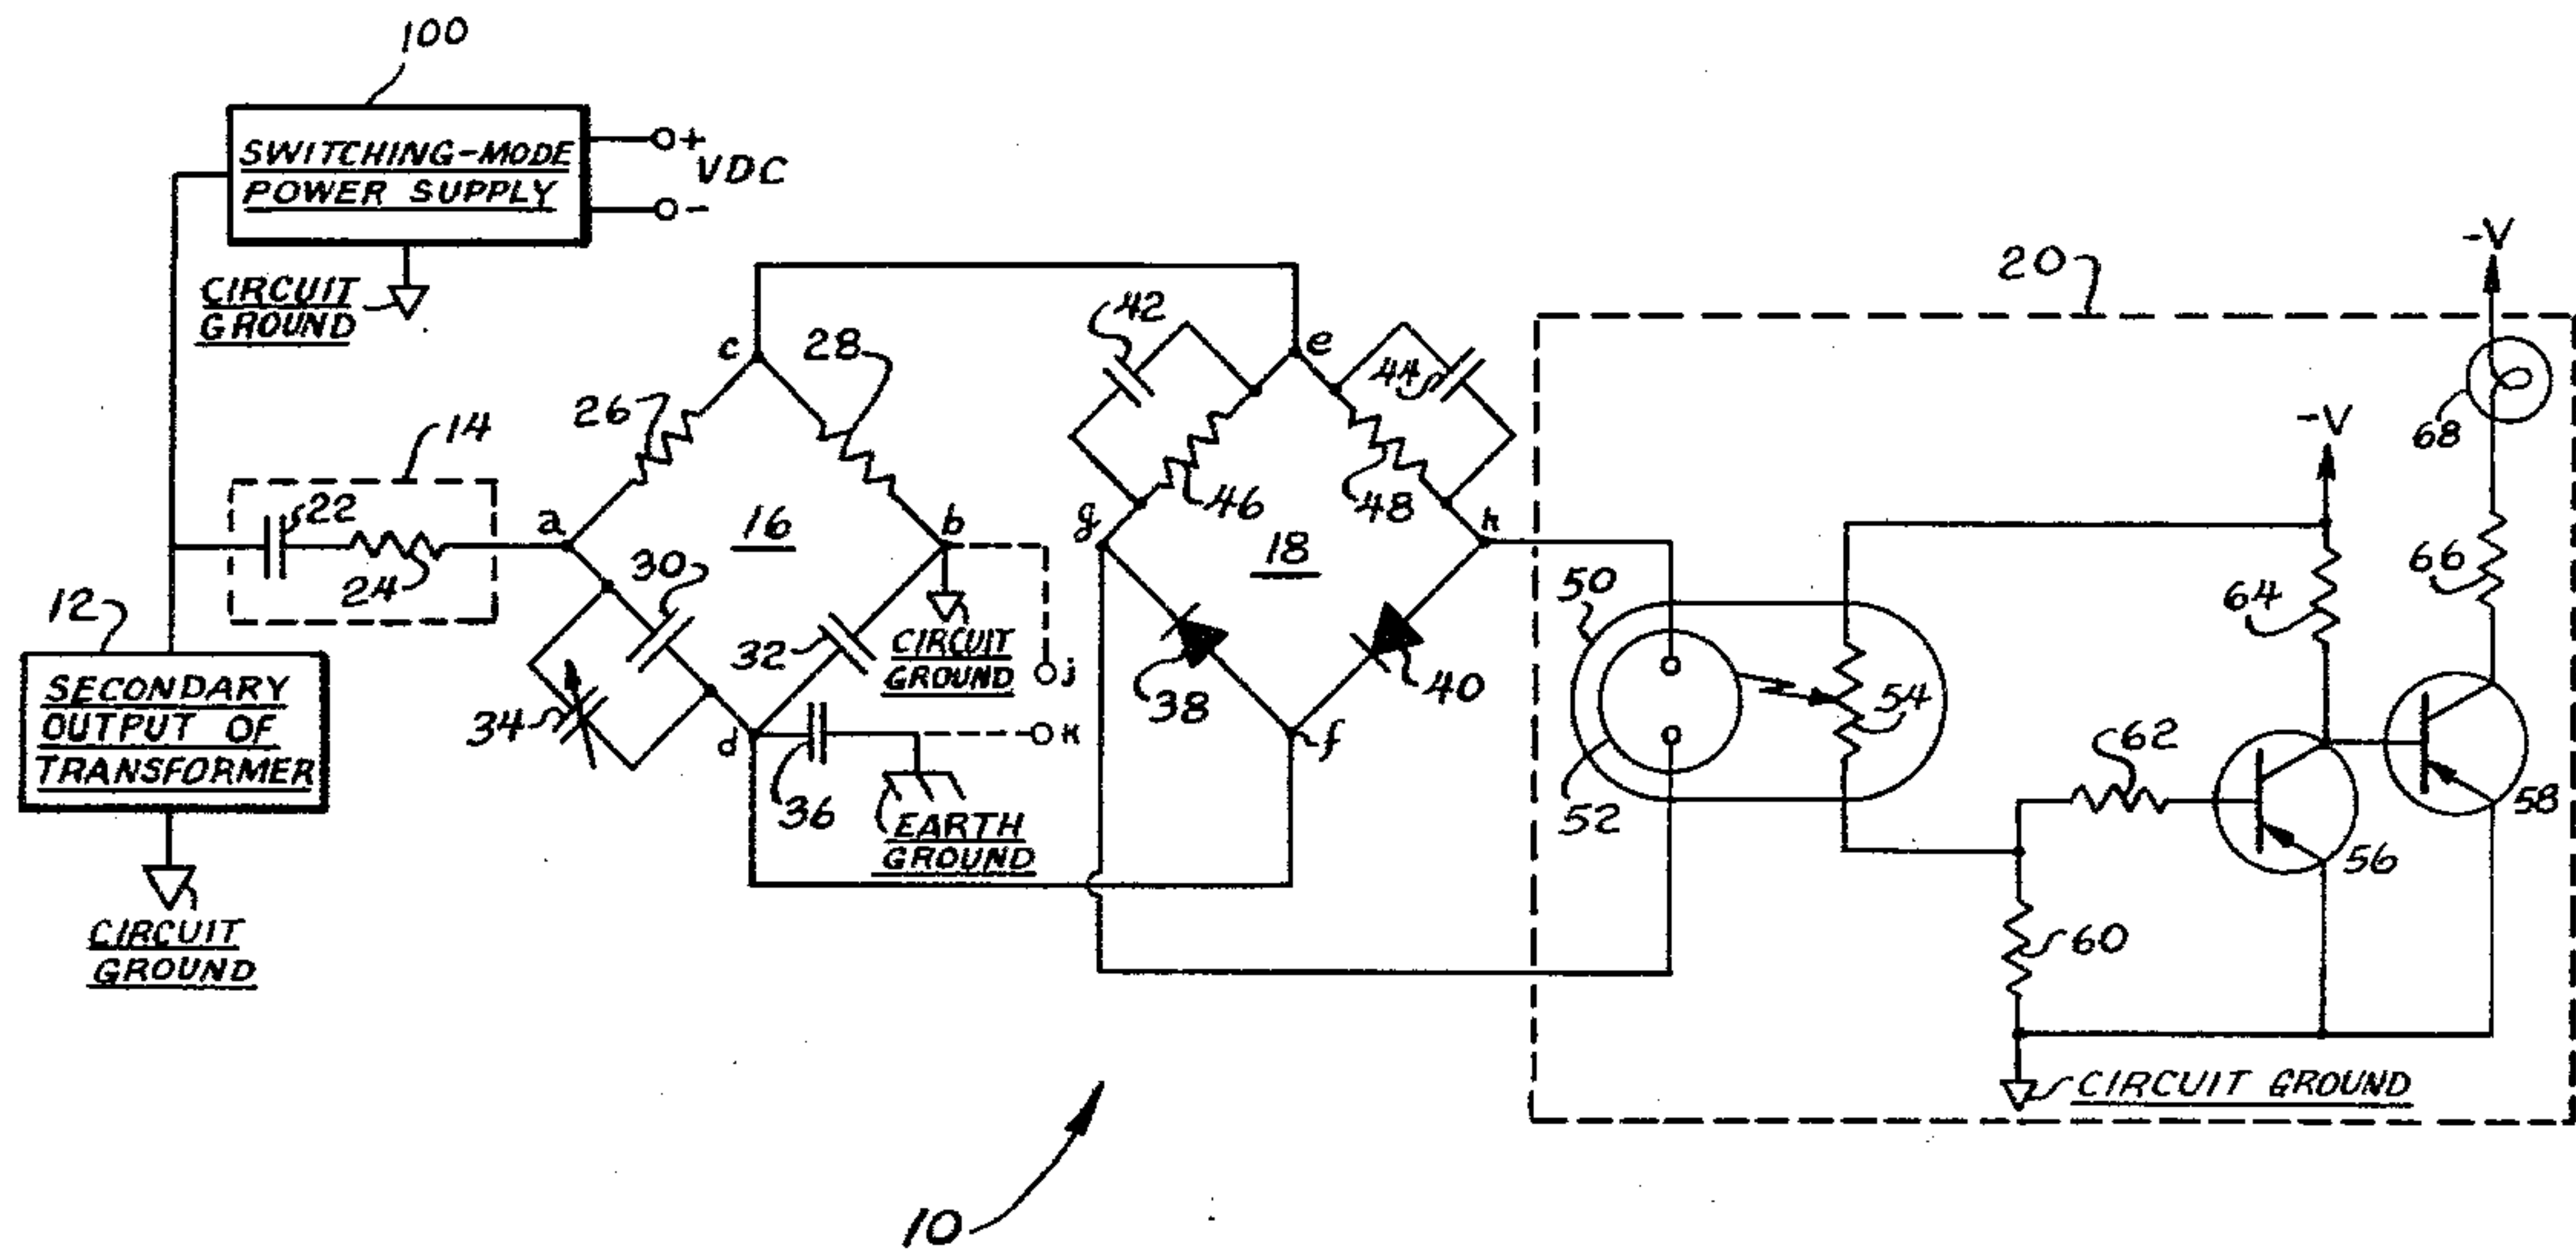 100
SWITCHING-MODE
POWER SUPPLY
+
VDC
-
CIRCUIT
GROUND
14
22
24
12
SECONDARY
OUTPUT OF
TRANSFORMER
CIRCUIT
GROUND
a
c
26
28
16
b
30
32
34
d
36
CIRCUIT
GROUND
j
K
EARTH
GROUND
e
42
44
46
48
g
18
h
38
40
f
20
50
52
54
-V
-V
68
66
64
62
56
58
60
CIRCUIT GROUND
10